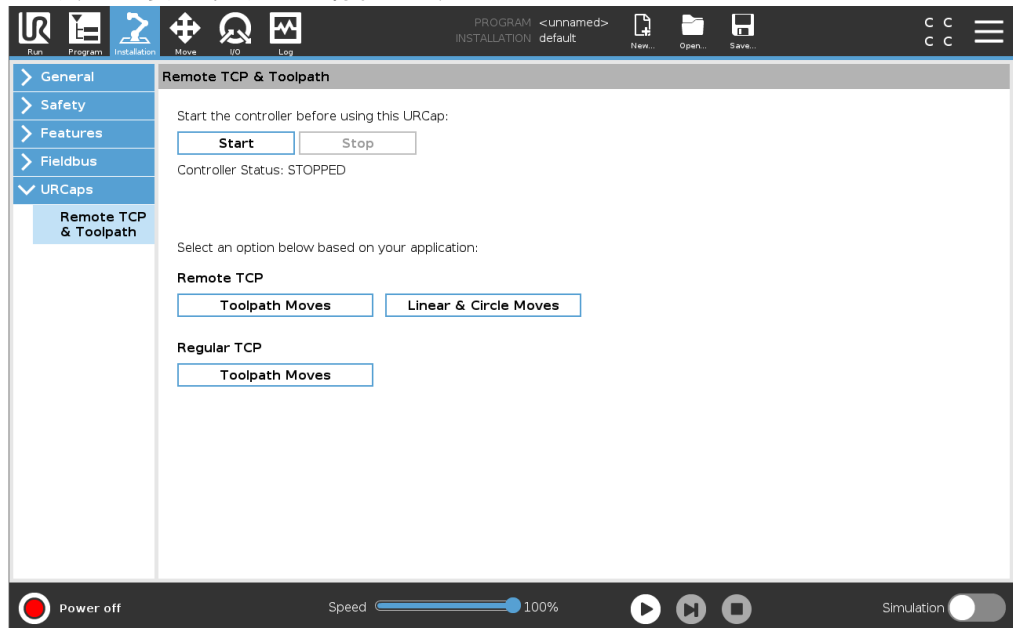 PROGRAM <unnamed>
INSTALLATION default
Run
Program
Installation
Move
I/O
Log
New...
Open...
Save...
C C
C C
General
Safety
Features
Fieldbus
URCaps
Remote TCP
& Toolpath
Remote TCP & Toolpath
Start the controller before using this URCap:
Start
Stop
Controller Status: STOPPED
Select an option below based on your application:
Remote TCP
Toolpath Moves
Linear & Circle Moves
Regular TCP
Toolpath Moves
Power off
Speed
100%
Simulation